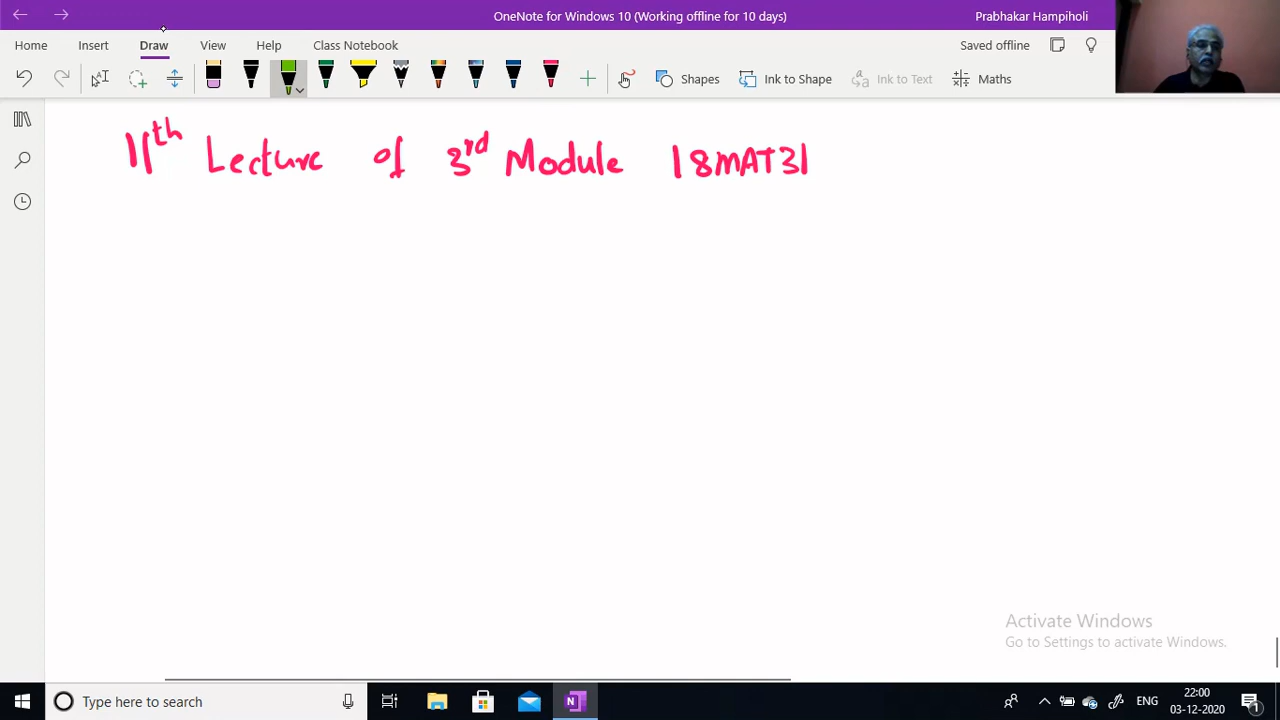 OneNote for Windows 10 (Working offline for 10 days)
Prabhakar Hampiholi
Home Insert Draw View Help Class Notebook Saved offline
Shapes Ink to Shape Ink to Text Maths
11th Lecture of 3rd Module 18MAT31
Activate Windows
Go to Settings to activate Windows.
Type here to search
ENG
22:00
03-12-2020
1